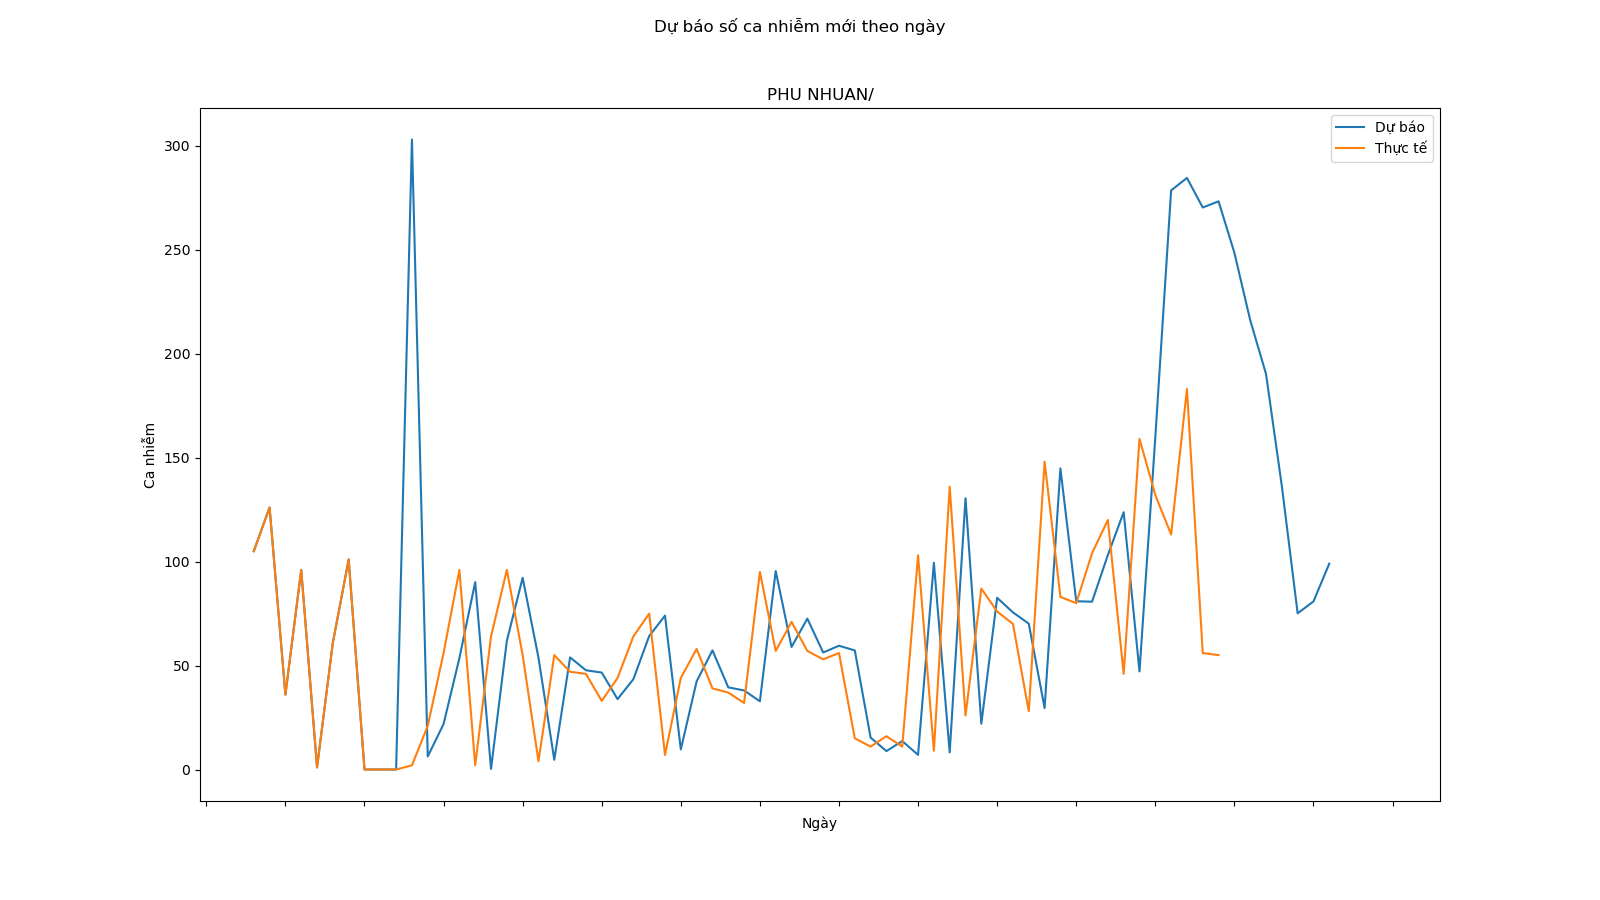 Dự báo số ca nhiễm mới theo ngày
PHU NHUAN/
Dự báo
Thực tế
300
250
200
150
100
50
0
Ca nhiễm
Ngày